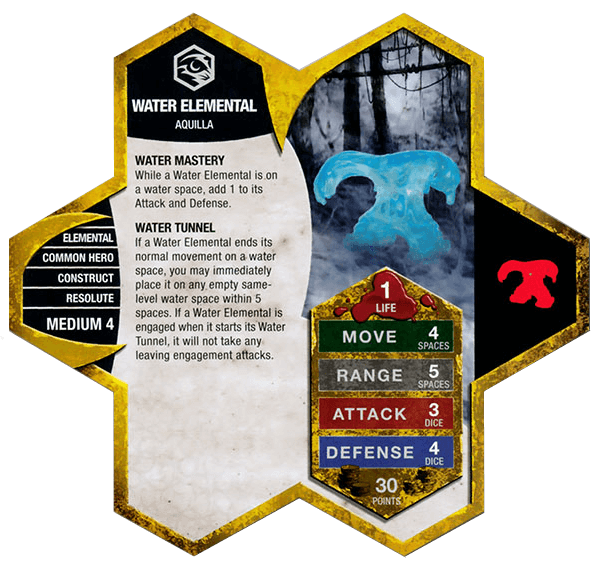 WATER ELEMENTAL
AQUILLA
WATER MASTERY
While a Water Elemental is on
a water space, add 1 to its
Attack and Defense.
WATER TUNNEL
If a Water Elemental ends its
normal movement on a water
space, you may immediately
place it on any empty same-
level water space within 5
spaces. If a Water Elemental is
engaged when it starts its Water
Tunnel, it will not take any
leaving engagement attacks.
ELEMENTAL
COMMON HERO
CONSTRUCT
RESOLUTE
MEDIUM 4
1
LIFE
MOVE 4
SPACES
RANGE 5
SPACES
ATTACK 3
DICE
DEFENSE 4
DICE
30
POINTS